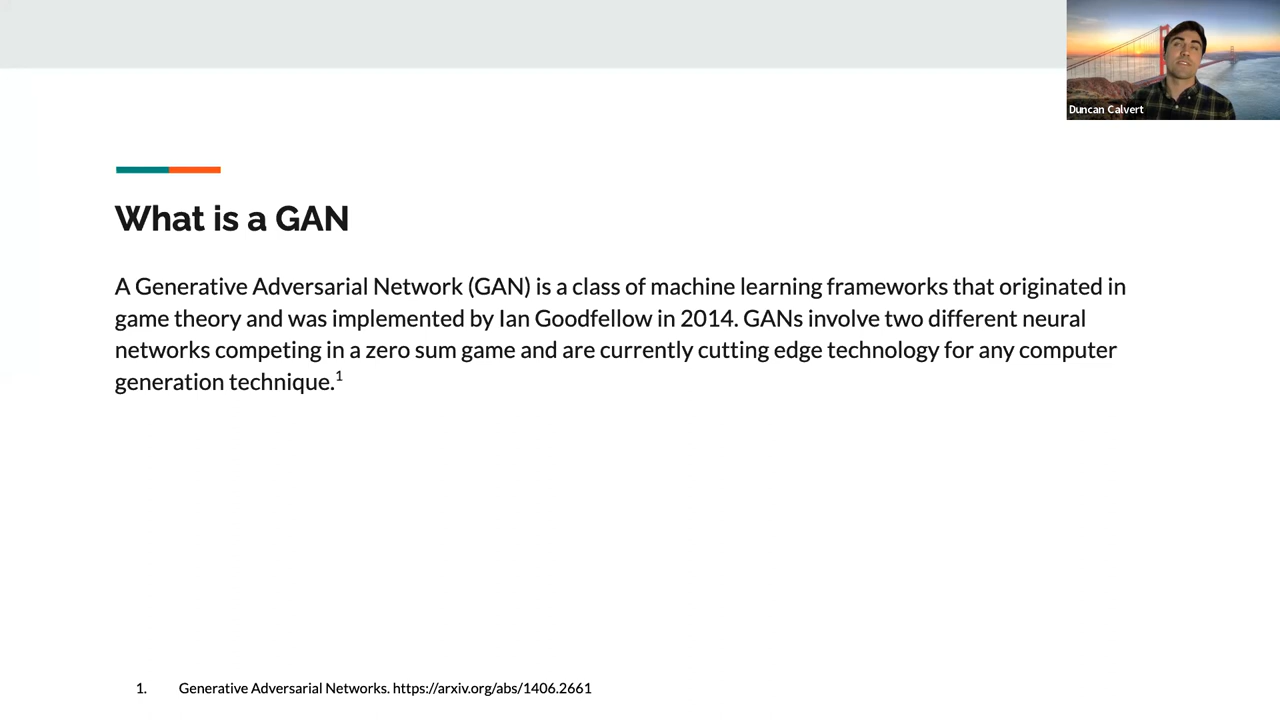 Duncan Calvert
What is a GAN
A Generative Adversarial Network (GAN) is a class of machine learning frameworks that originated in
game theory and was implemented by Ian Goodfellow in 2014. GANs involve two different neural
networks competing in a zero sum game and are currently cutting edge technology for any computer
generation technique.¹
1. Generative Adversarial Networks. https://arxiv.org/abs/1406.2661